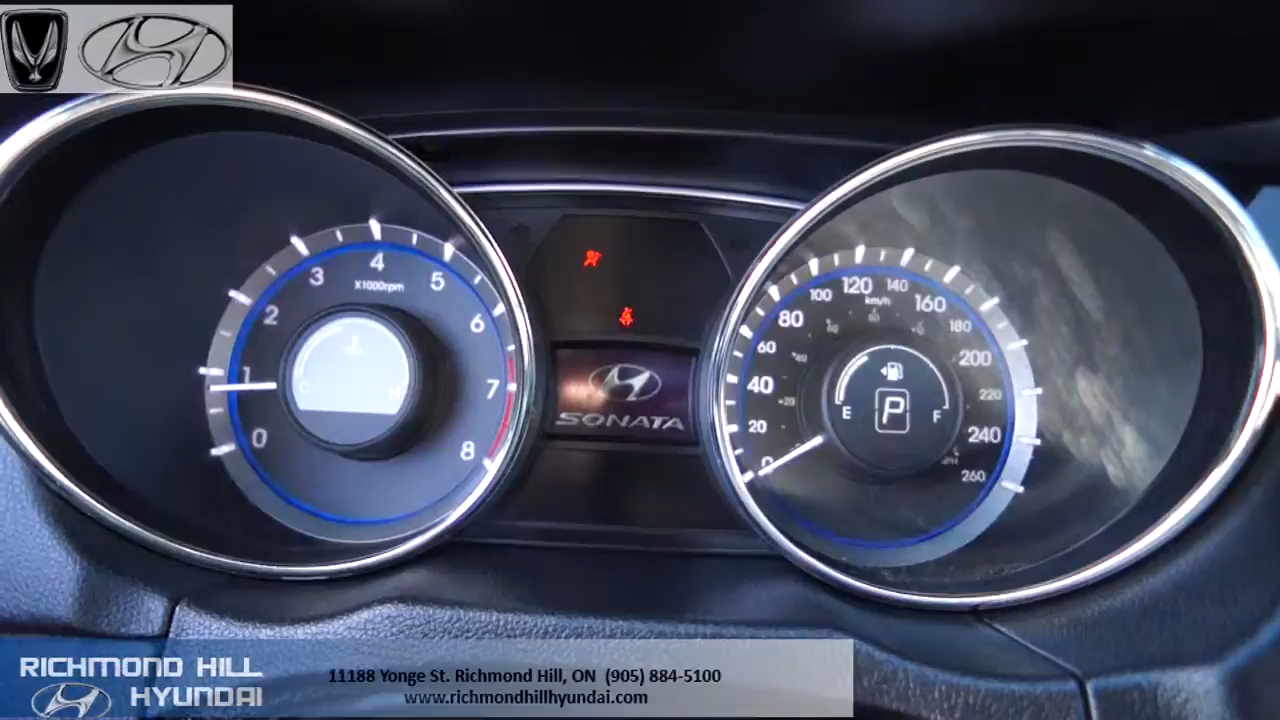 0
1
2
3
4
5
6
7
8
X1000rpm
C
H
SONATA
0
20
40
60
80
100
120
140
160
180
200
220
240
260
km/h
E
P
F
RICHMOND HILL
HYUNDAI
11188 Yonge St. Richmond Hill, ON (905) 884-5100
www.richmondhillhyundai.com